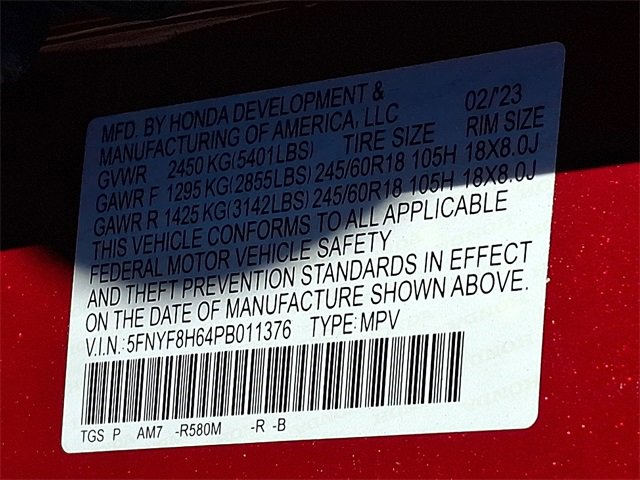 MFD. BY HONDA DEVELOPMENT &
MANUFACTURING OF AMERICA, LLC 02/'23
GVWR 2450 KG(5401LBS) TIRE SIZE RIM SIZE
GAWR F 1295 KG(2855LBS) 245/60R18 105H 18X8.0J
GAWR R 1425 KG(3142LBS) 245/60R18 105H 18X8.0J
THIS VEHICLE CONFORMS TO ALL APPLICABLE
FEDERAL MOTOR VEHICLE SAFETY
AND THEFT PREVENTION STANDARDS IN EFFECT
ON THE DATE OF MANUFACTURE SHOWN ABOVE.
V.I.N.:5FNYF8H64PB011376 TYPE:MPV
TGS P AM7 -R580M -R -B